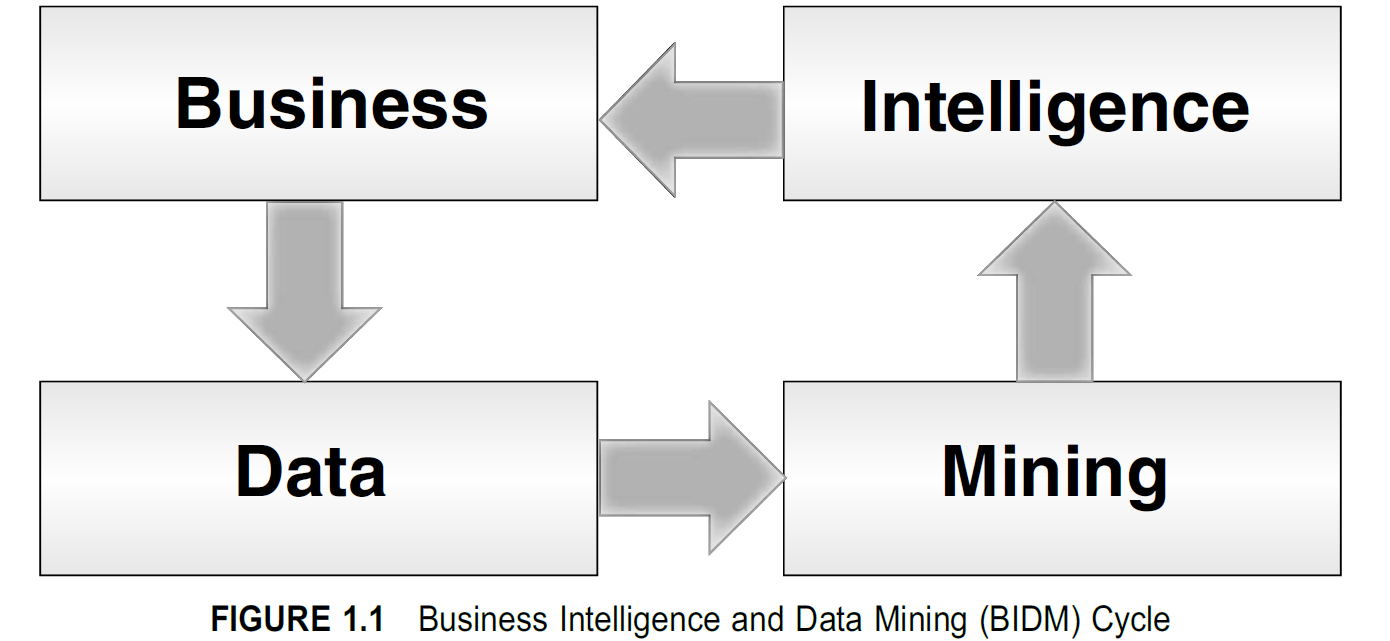 Business
Intelligence
Data
Mining
FIGURE 1.1 Business Intelligence and Data Mining (BIDM) Cycle